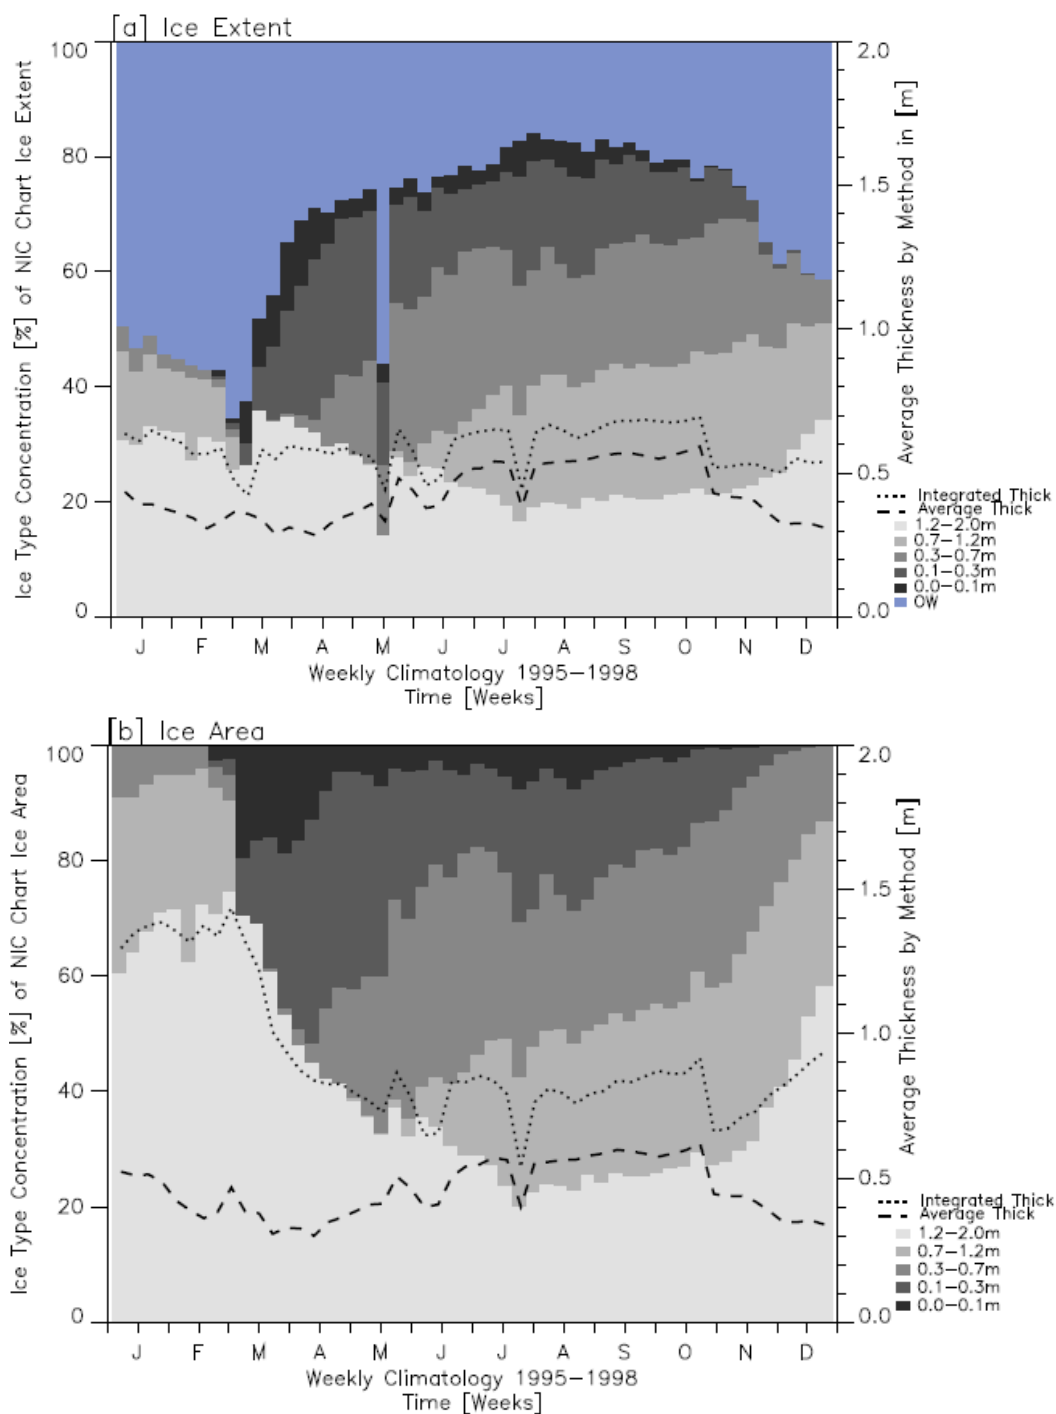 [a] Ice Extent
Ice Type Concentration [%] of NIC Chart Ice Extent
100
80
60
40
20
0
2.0
1.5
1.0
0.5
0.0
Average Thickness by Method in [m]
Integrated Thick
Average Thick
1.2-2.0m
0.7-1.2m
0.3-0.7m
0.1-0.3m
0.0-0.1m
OW
J F M A M J J A S O N D
Weekly Climatology 1995-1998
Time [Weeks]
[b] Ice Area
Ice Type Concentration [%] of NIC Chart Ice Area
100
80
60
40
20
0
2.0
1.5
1.0
0.5
0.0
Average Thickness by Method [m]
Integrated Thick
Average Thick
1.2-2.0m
0.7-1.2m
0.3-0.7m
0.1-0.3m
0.0-0.1m
J F M A M J J A S O N D
Weekly Climatology 1995-1998
Time [Weeks]